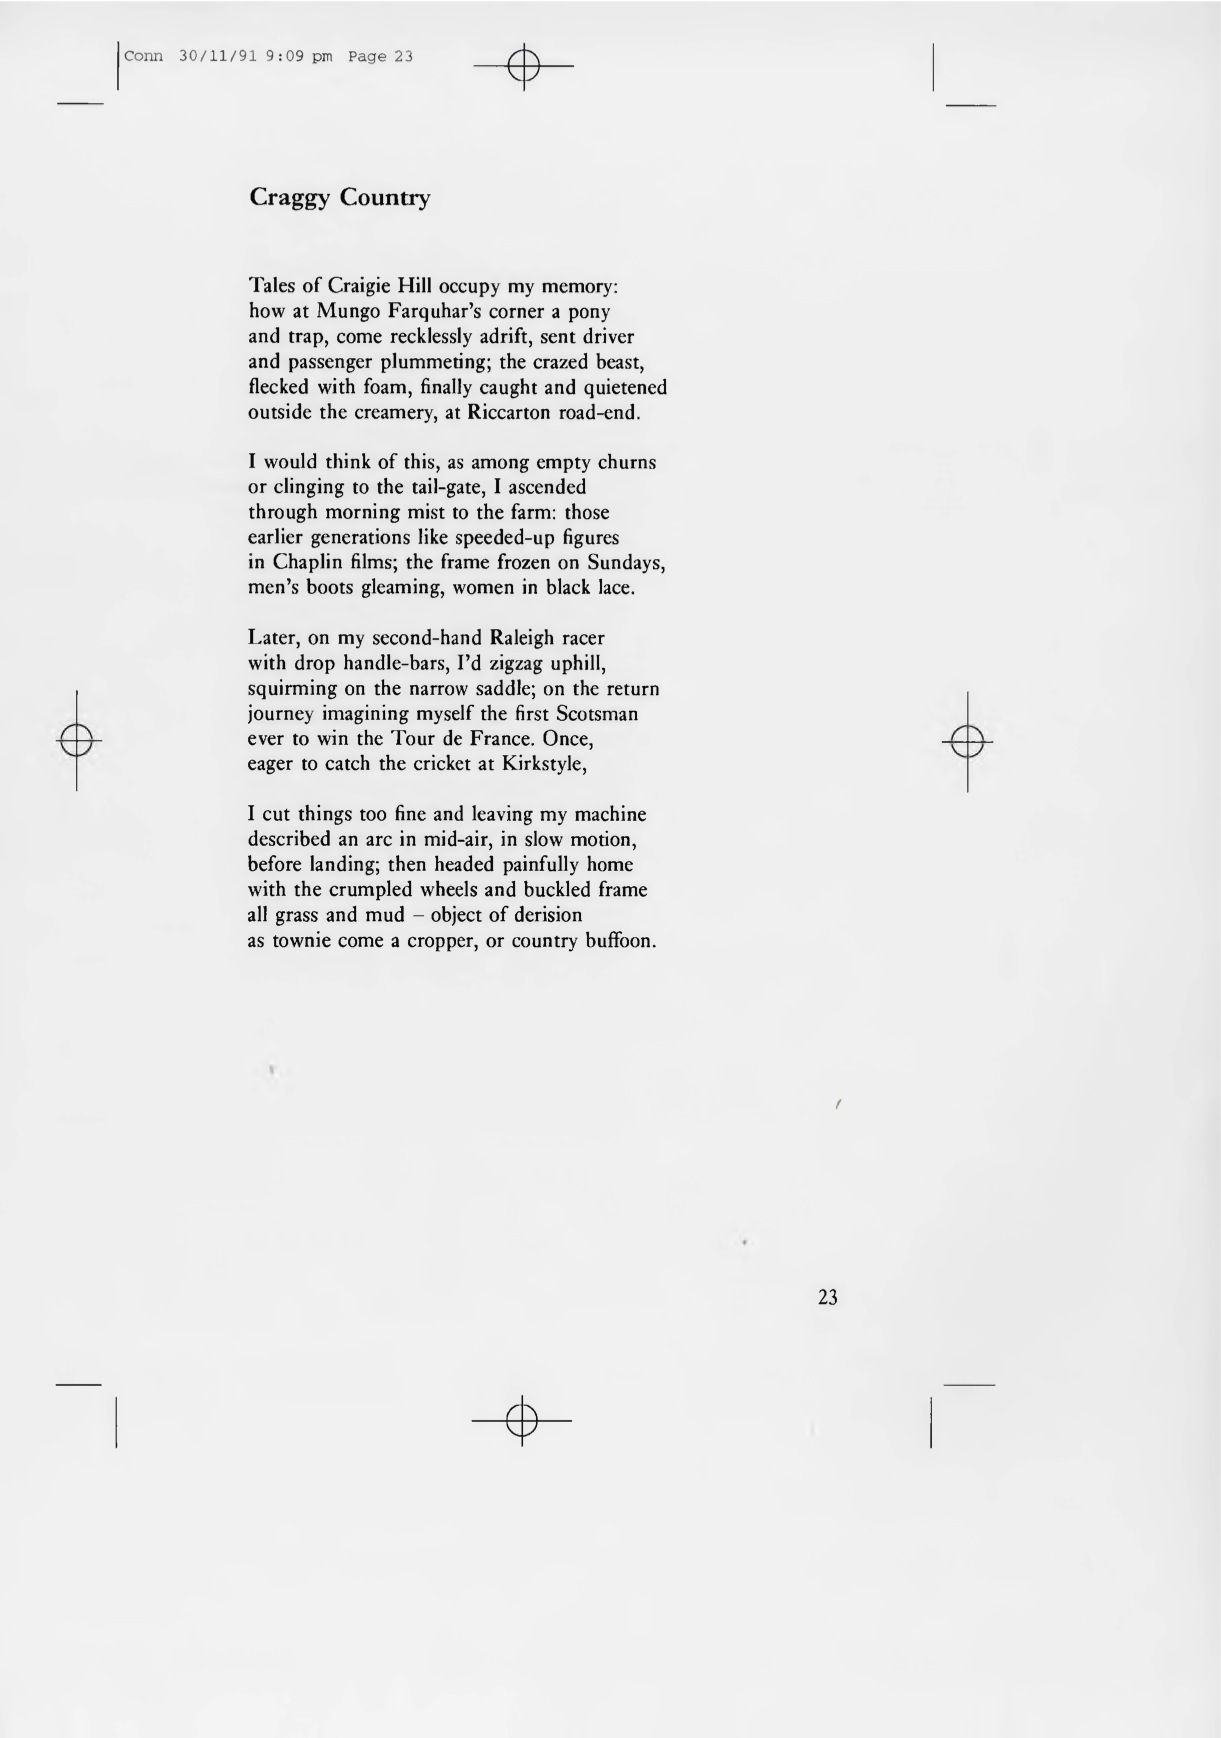 Conn 30/11/91 9:09 pm Page 23
Craggy Country
Tales of Craigie Hill occupy my memory:
how at Mungo Farquhar's corner a pony
and trap, come recklessly adrift, sent driver
and passenger plummeting; the crazed beast,
flecked with foam, finally caught and quietened
outside the creamery, at Riccarton road-end.
I would think of this, as among empty churns
or clinging to the tail-gate, I ascended
through morning mist to the farm: those
earlier generations like speeded-up figures
in Chaplin films; the frame frozen on Sundays,
men's boots gleaming, women in black lace.
Later, on my second-hand Raleigh racer
with drop handle-bars, I'd zigzag uphill,
squirming on the narrow saddle; on the return
journey imagining myself the first Scotsman
ever to win the Tour de France. Once,
eager to catch the cricket at Kirkstyle,
I cut things too fine and leaving my machine
described an arc in mid-air, in slow motion,
before landing; then headed painfully home
with the crumpled wheels and buckled frame
all grass and mud – object of derision
as townie come a cropper, or country buffoon.
23